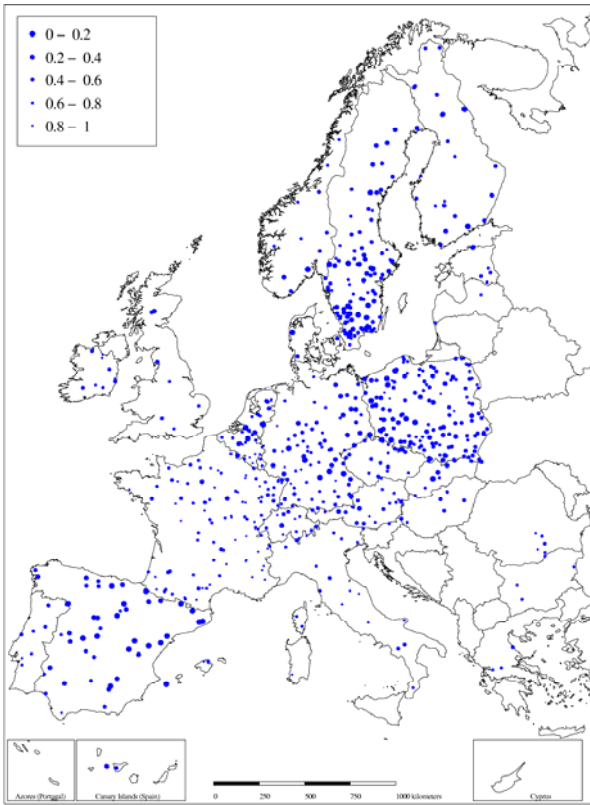 0 – 0.2
0.2 – 0.4
0.4 – 0.6
0.6 – 0.8
0.8 – 1
Azores (Portugal)
Canary Islands (Spain)
0 250 500 750 1000 kilometers
Cyprus